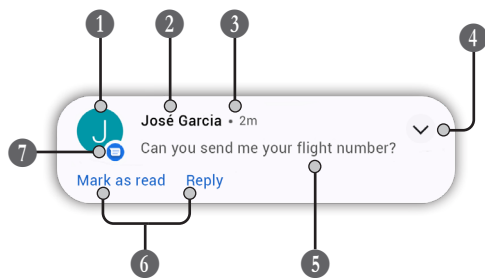 1 2 3 4
J José Garcia • 2m
7 Can you send me your flight number?
Mark as read Reply
6 5